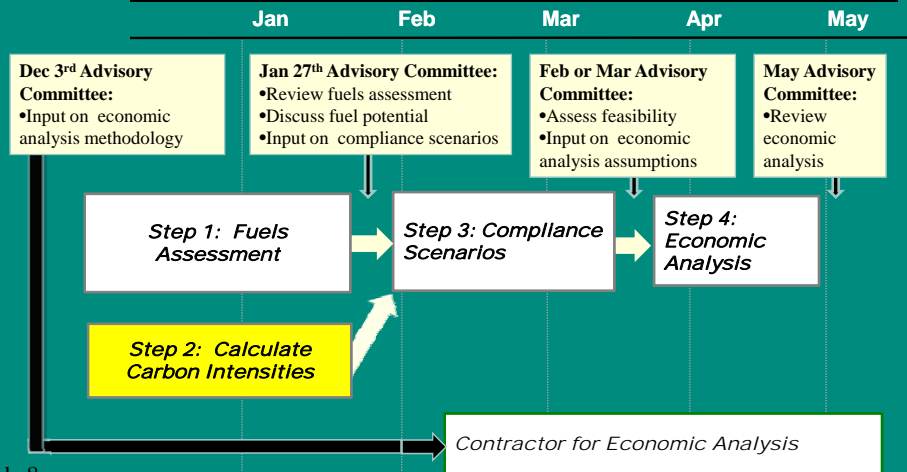 Jan Feb Mar Apr May
Dec 3rd Advisory
Committee:
•Input on economic
analysis methodology
Jan 27th Advisory Committee:
•Review fuels assessment
•Discuss fuel potential
•Input on compliance scenarios
Feb or Mar Advisory
Committee:
•Assess feasibility
•Input on economic
analysis assumptions
May Advisory
Committee:
•Review
economic
analysis
Step 1: Fuels
Assessment
Step 3: Compliance
Scenarios
Step 4:
Economic
Analysis
Step 2: Calculate
Carbon Intensities
Contractor for Economic Analysis